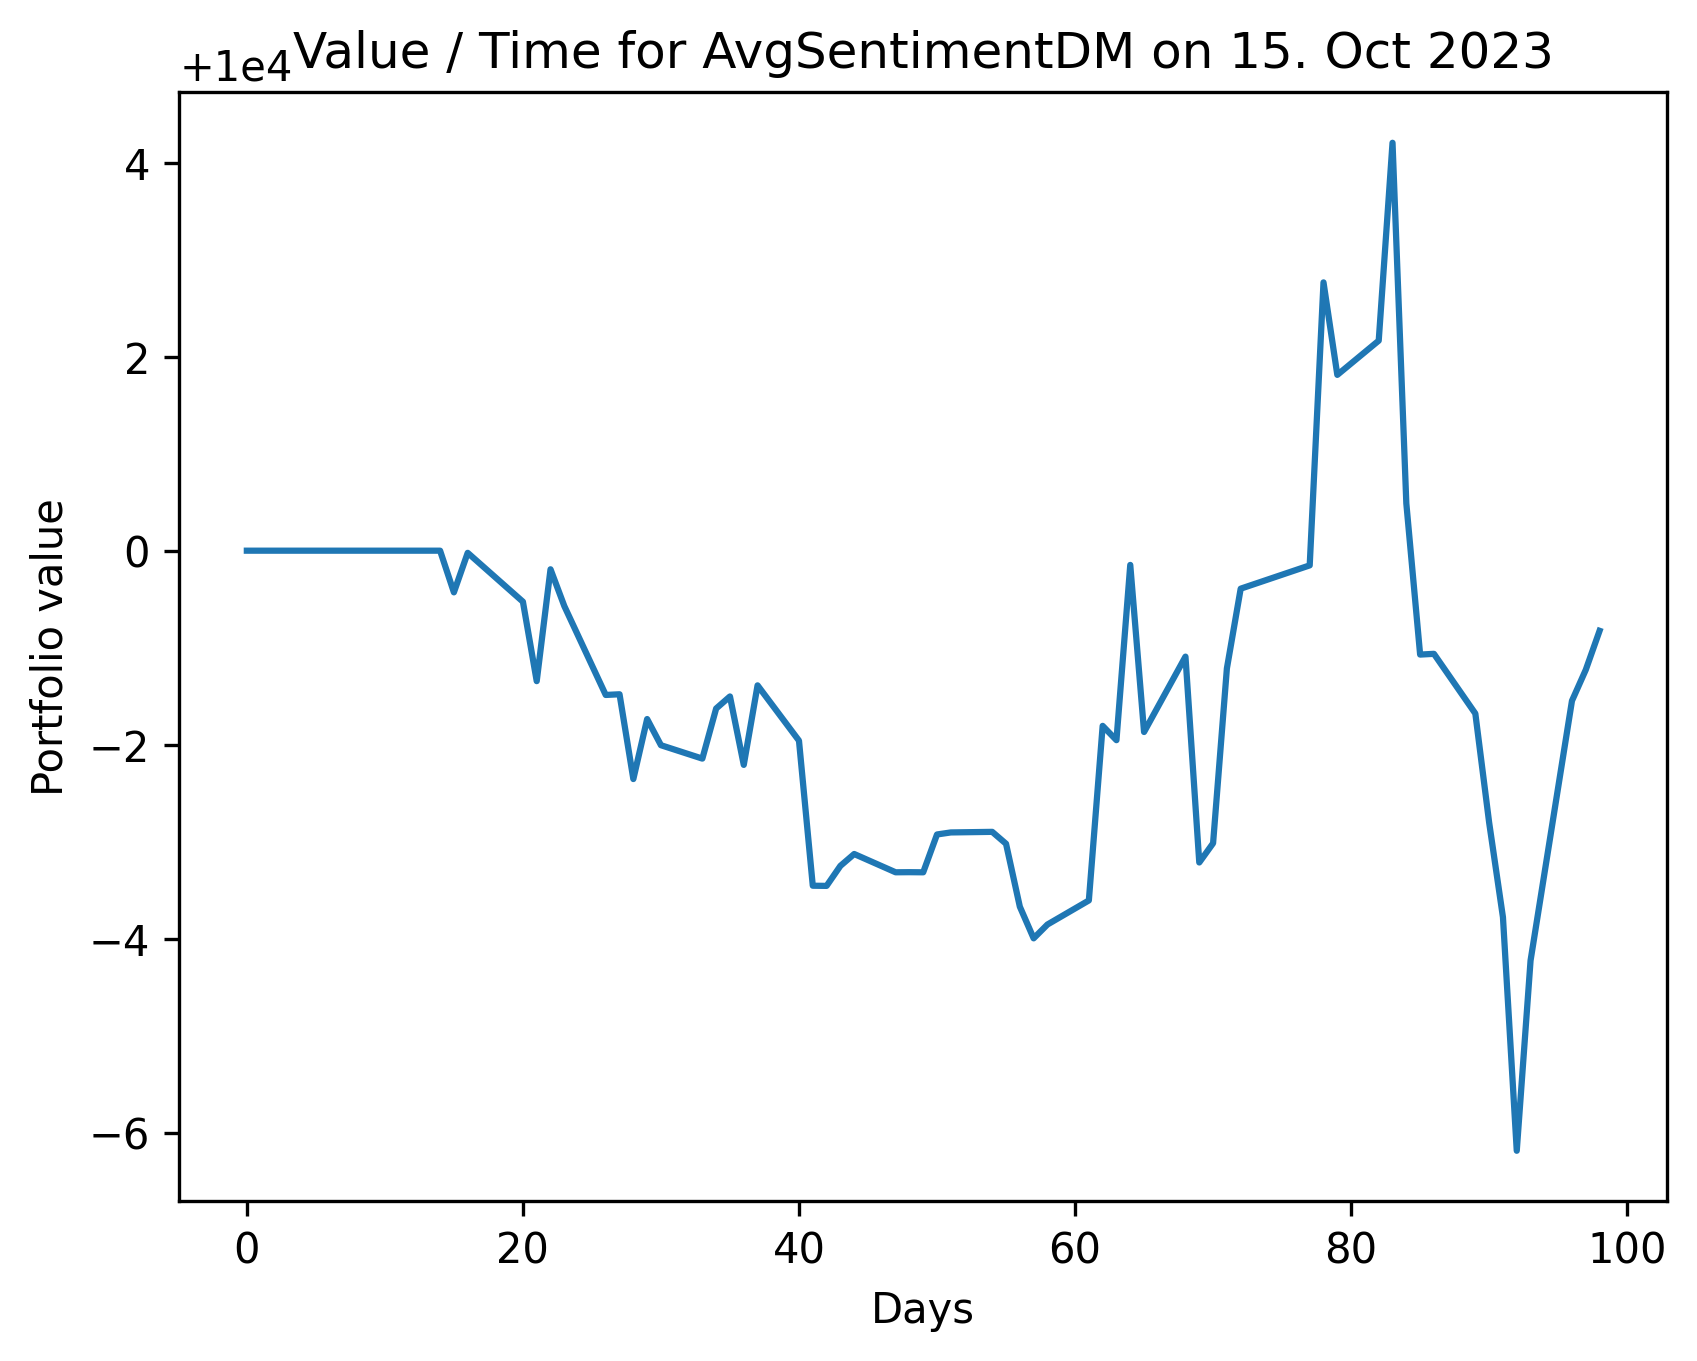 Value / Time for AvgSentimentDM on 15. Oct 2023
+1e4
4
2
0
−2
−4
−6
Portfolio value
0 20 40 60 80 100
Days